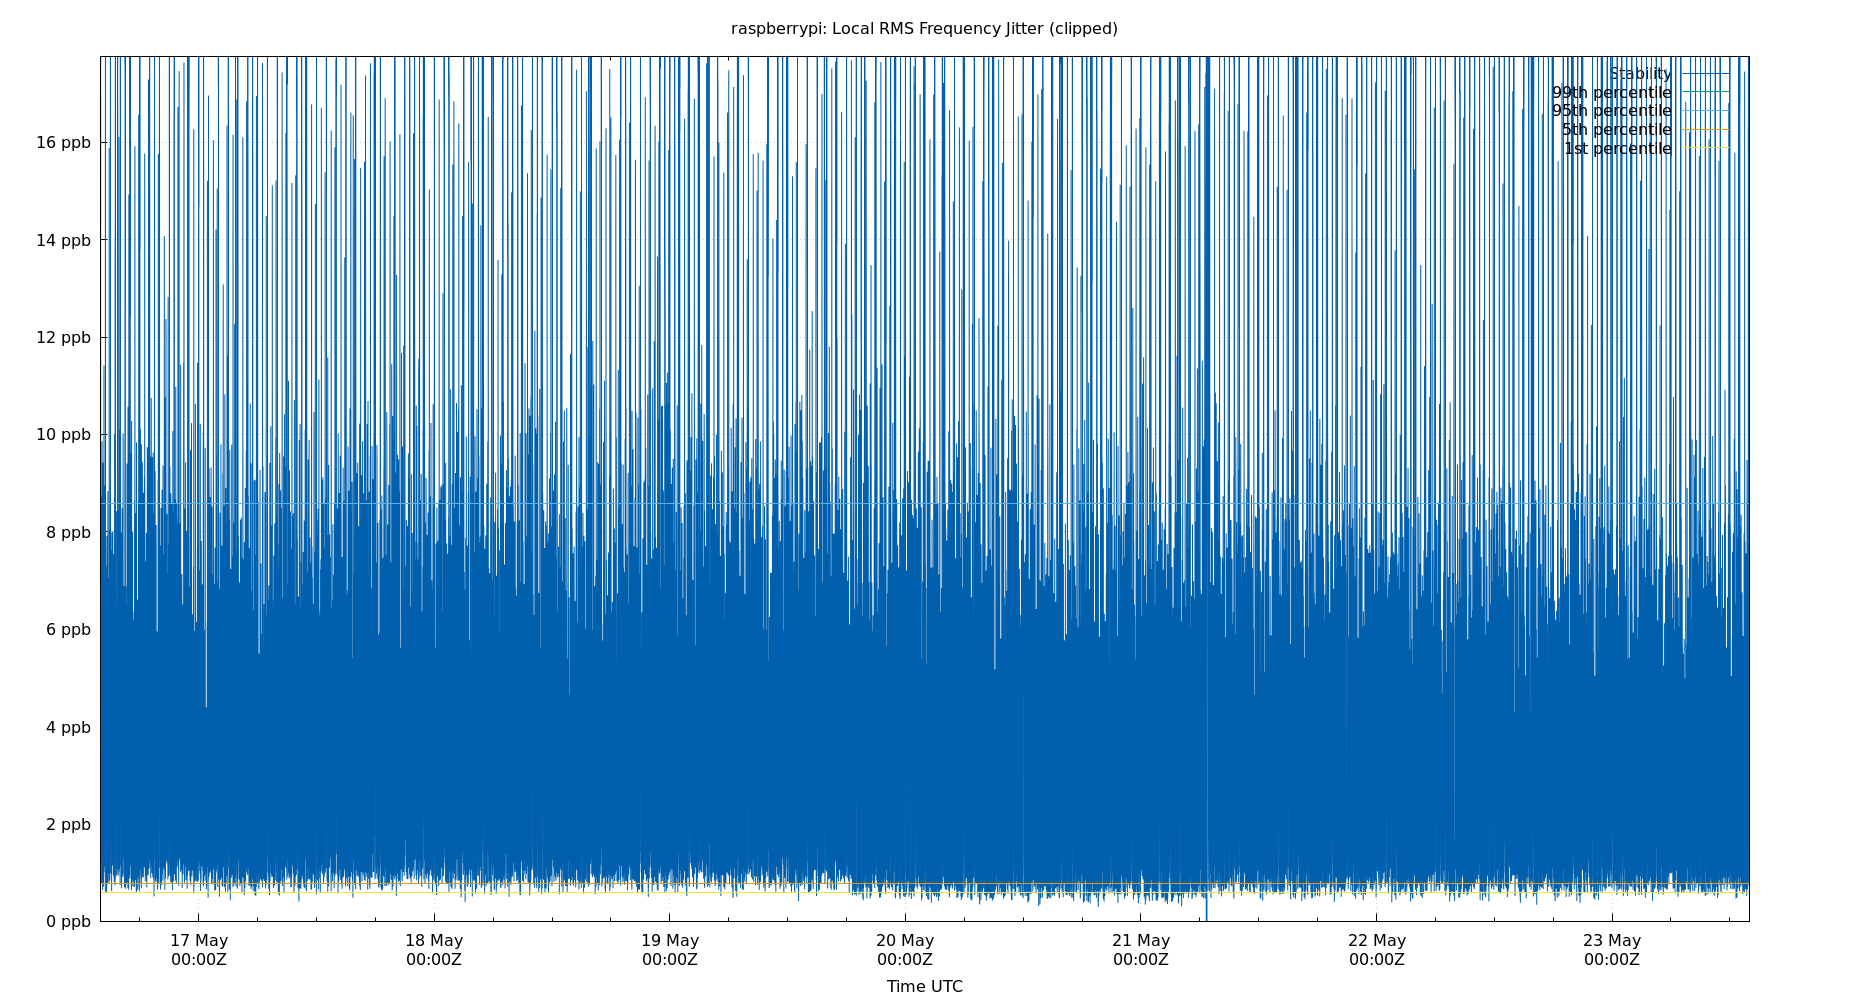 raspberrypi: Local RMS Frequency Jitter (clipped)
Stability
99th percentile
95th percentile
5th percentile
1st percentile
16 ppb
14 ppb
12 ppb
10 ppb
8 ppb
6 ppb
4 ppb
2 ppb
0 ppb
17 May 18 May 19 May 20 May 21 May 22 May 23 May
00:00Z 00:00Z 00:00Z 00:00Z 00:00Z 00:00Z 00:00Z
Time UTC